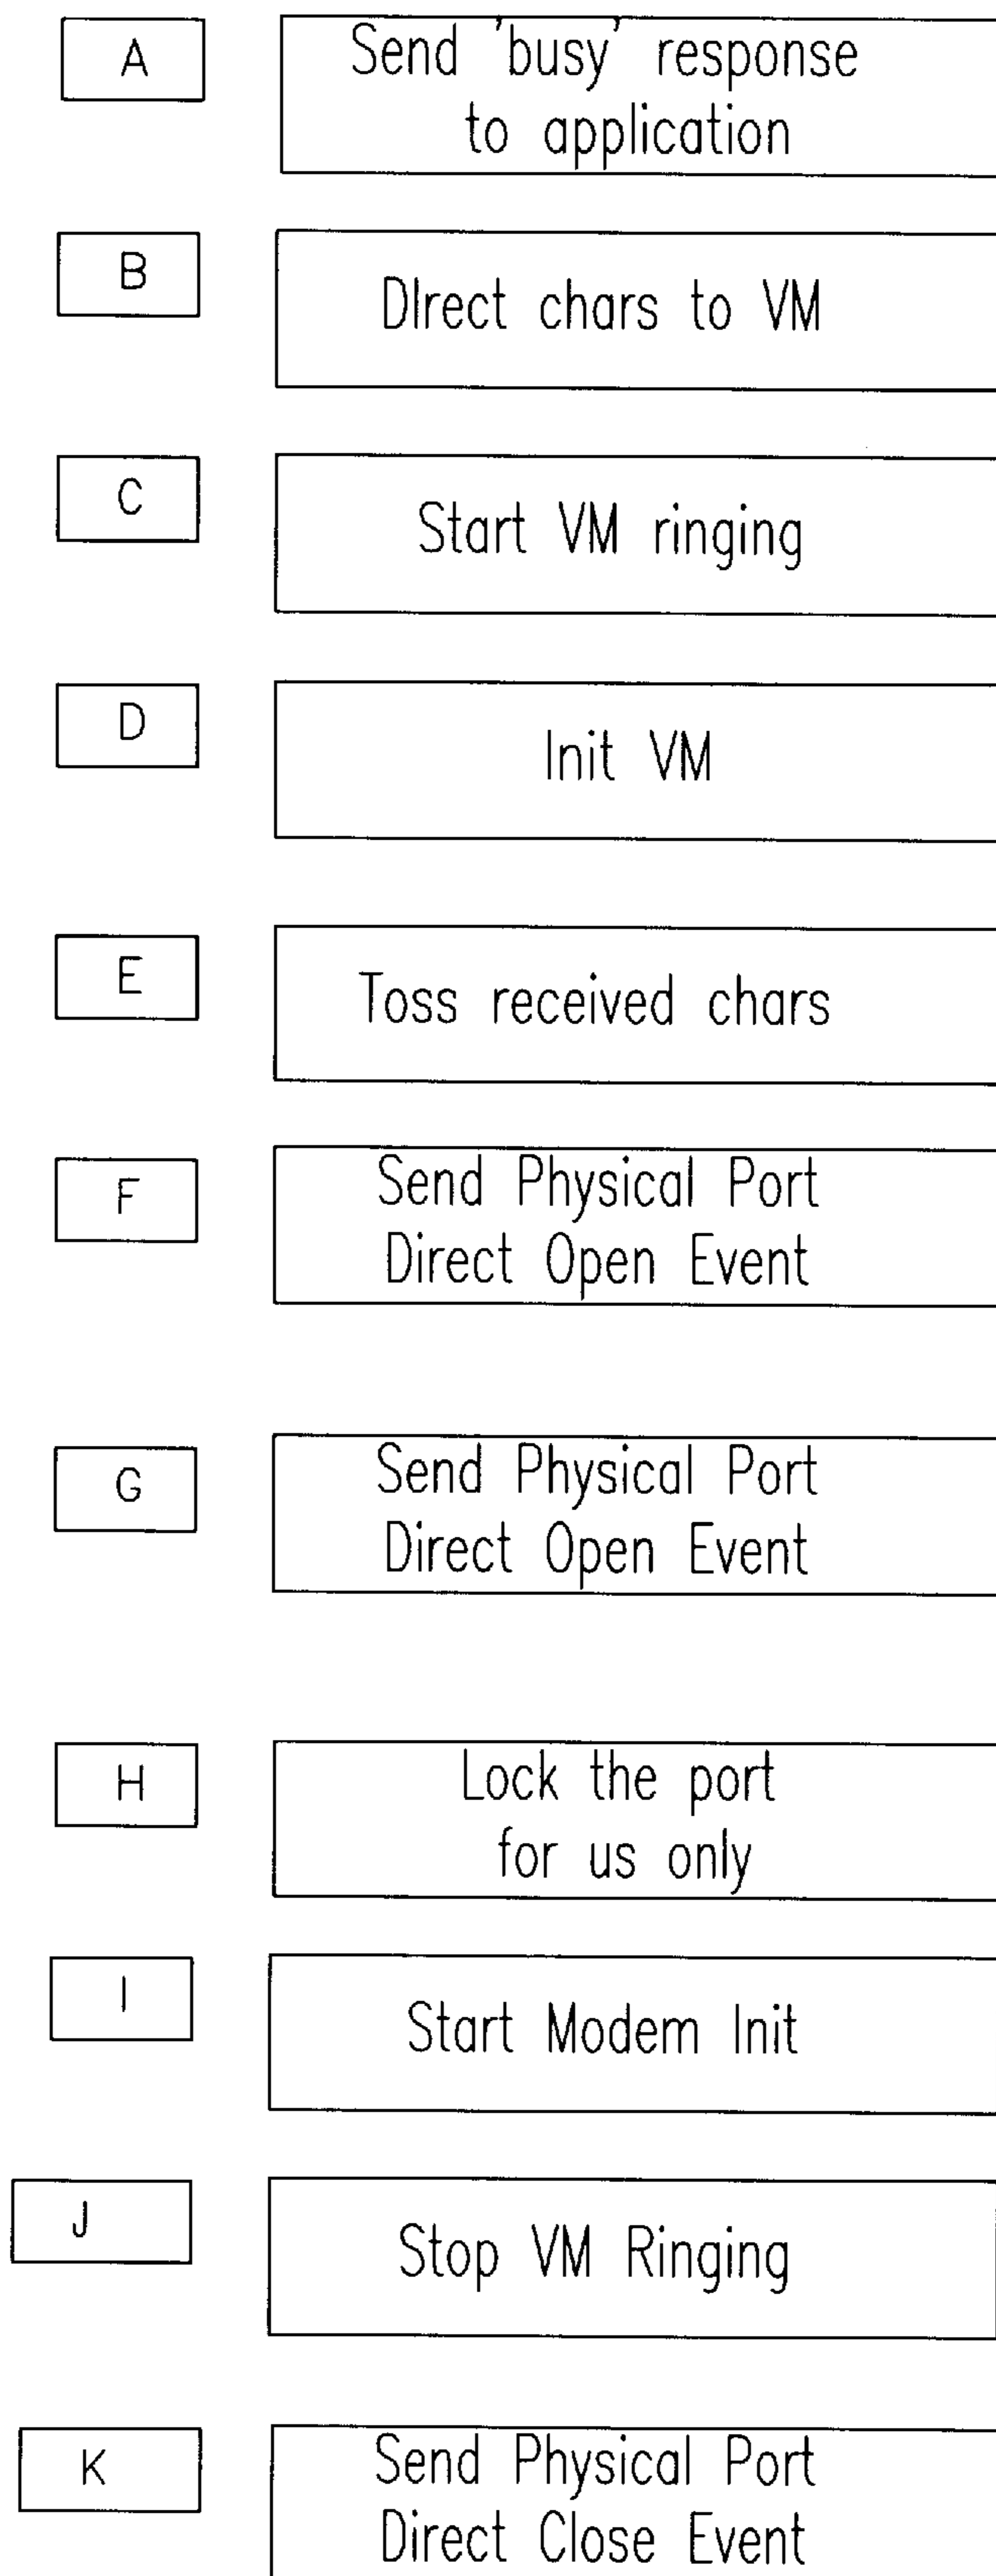 A
Send 'busy' response
to application
B
DIrect chars to VM
C
Start VM ringing
D
Init VM
E
Toss received chars
F
Send Physical Port
Direct Open Event
G
Send Physical Port
Direct Open Event
H
Lock the port
for us only
I
Start Modem Init
J
Stop VM Ringing
K
Send Physical Port
Direct Close Event